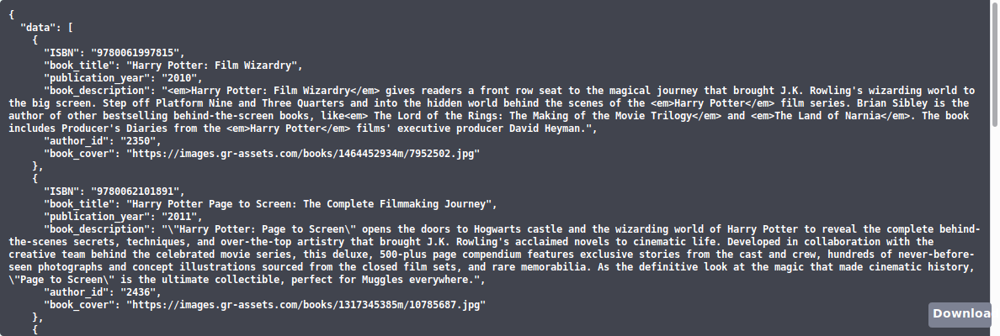 {
"data": [
{
"ISBN": "9780061997815",
"book_title": "Harry Potter: Film Wizardry",
"publication_year": "2010",
"book_description": "<em>Harry Potter: Film Wizardry</em> gives readers a front row seat to the magical journey that brought J.K. Rowling's wizarding world to
the big screen. Step off Platform Nine and Three Quarters and into the hidden world behind the scenes of the <em>Harry Potter</em> film series. Brian Sibley is the
author of other bestselling behind-the-screen books, like<em> The Lord of the Rings: The Making of the Movie Trilogy</em> and <em>The Land of Narnia</em>. The book
includes Producer's Diaries from the <em>Harry Potter</em> films' executive producer David Heyman.",
"author_id": "2350",
"book_cover": "https://images.gr-assets.com/books/1464452934m/7952502.jpg"
},
{
"ISBN": "9780062101891",
"book_title": "Harry Potter Page to Screen: The Complete Filmmaking Journey",
"publication_year": "2011",
"book_description": "\"Harry Potter: Page to Screen\" opens the doors to Hogwarts castle and the wizarding world of Harry Potter to reveal the complete behind-
the-scenes secrets, techniques, and over-the-top artistry that brought J.K. Rowling's acclaimed novels to cinematic life. Developed in collaboration with the
creative team behind the celebrated movie series, this deluxe, 500-plus page compendium features exclusive stories from the cast and crew, hundreds of never-before-
seen photographs and concept illustrations sourced from the closed film sets, and rare memorabilia. As the definitive look at the magic that made cinematic history,
\"Page to Screen\" is the ultimate collectible, perfect for Muggles everywhere.",
"author_id": "2436",
"book_cover": "https://images.gr-assets.com/books/1317345385m/10785687.jpg"
},
{
Downloa